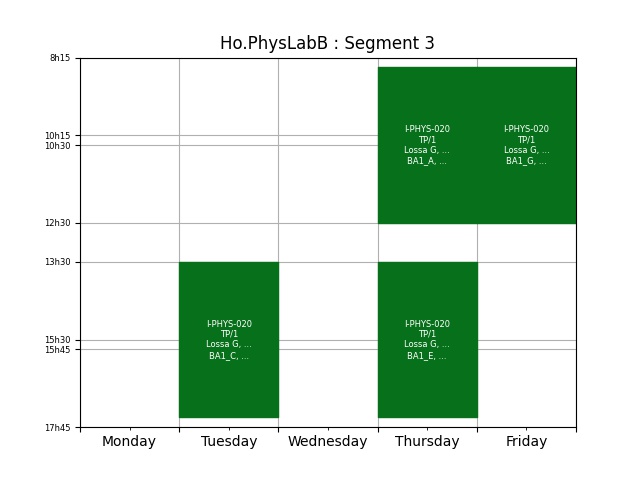 Ho.PhysLabB : Segment 3
8h15
10h15
10h30
12h30
13h30
15h30
15h45
17h45
I-PHYS-020
TP/1
Lossa G, ...
BA1_A, ...
I-PHYS-020
TP/1
Lossa G, ...
BA1_G, ...
I-PHYS-020
TP/1
Lossa G, ...
BA1_C, ...
I-PHYS-020
TP/1
Lossa G, ...
BA1_E, ...
Monday
Tuesday
Wednesday
Thursday
Friday